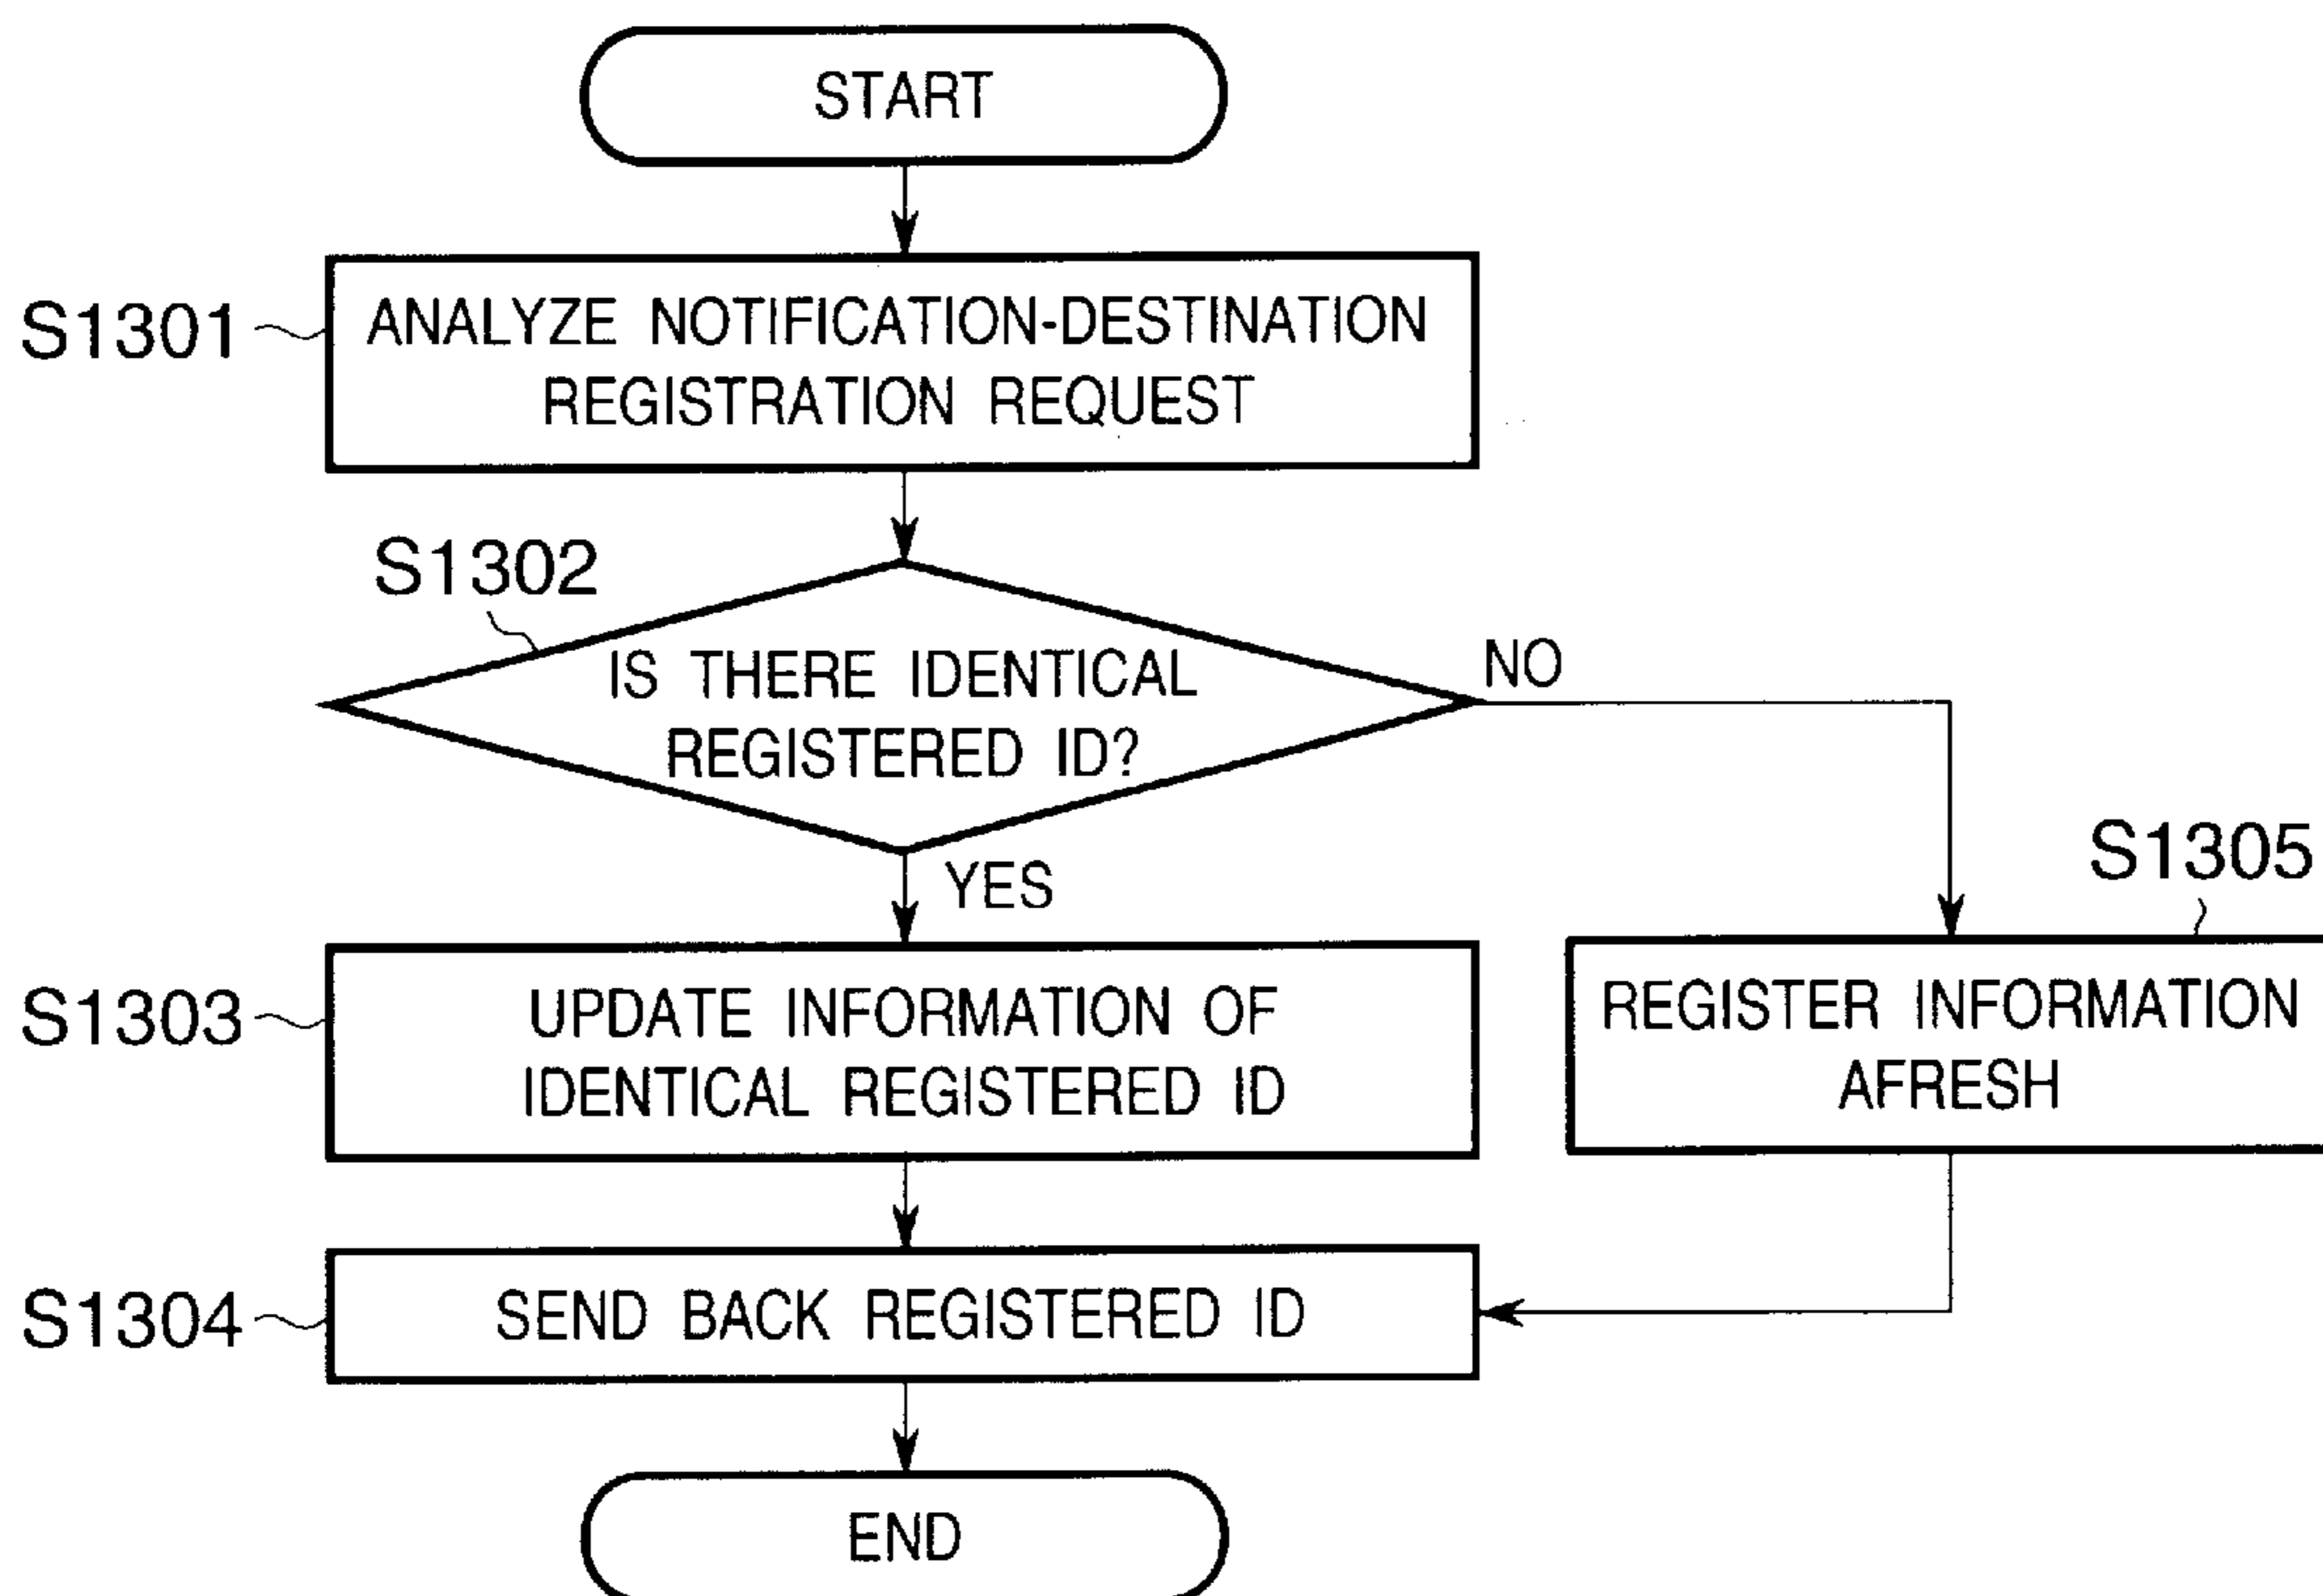 START
S1301
ANALYZE NOTIFICATION-DESTINATION
REGISTRATION REQUEST
S1302
IS THERE IDENTICAL
REGISTERED ID?
NO
YES
S1303
UPDATE INFORMATION OF
IDENTICAL REGISTERED ID
S1305
REGISTER INFORMATION
AFRESH
S1304
SEND BACK REGISTERED ID
END